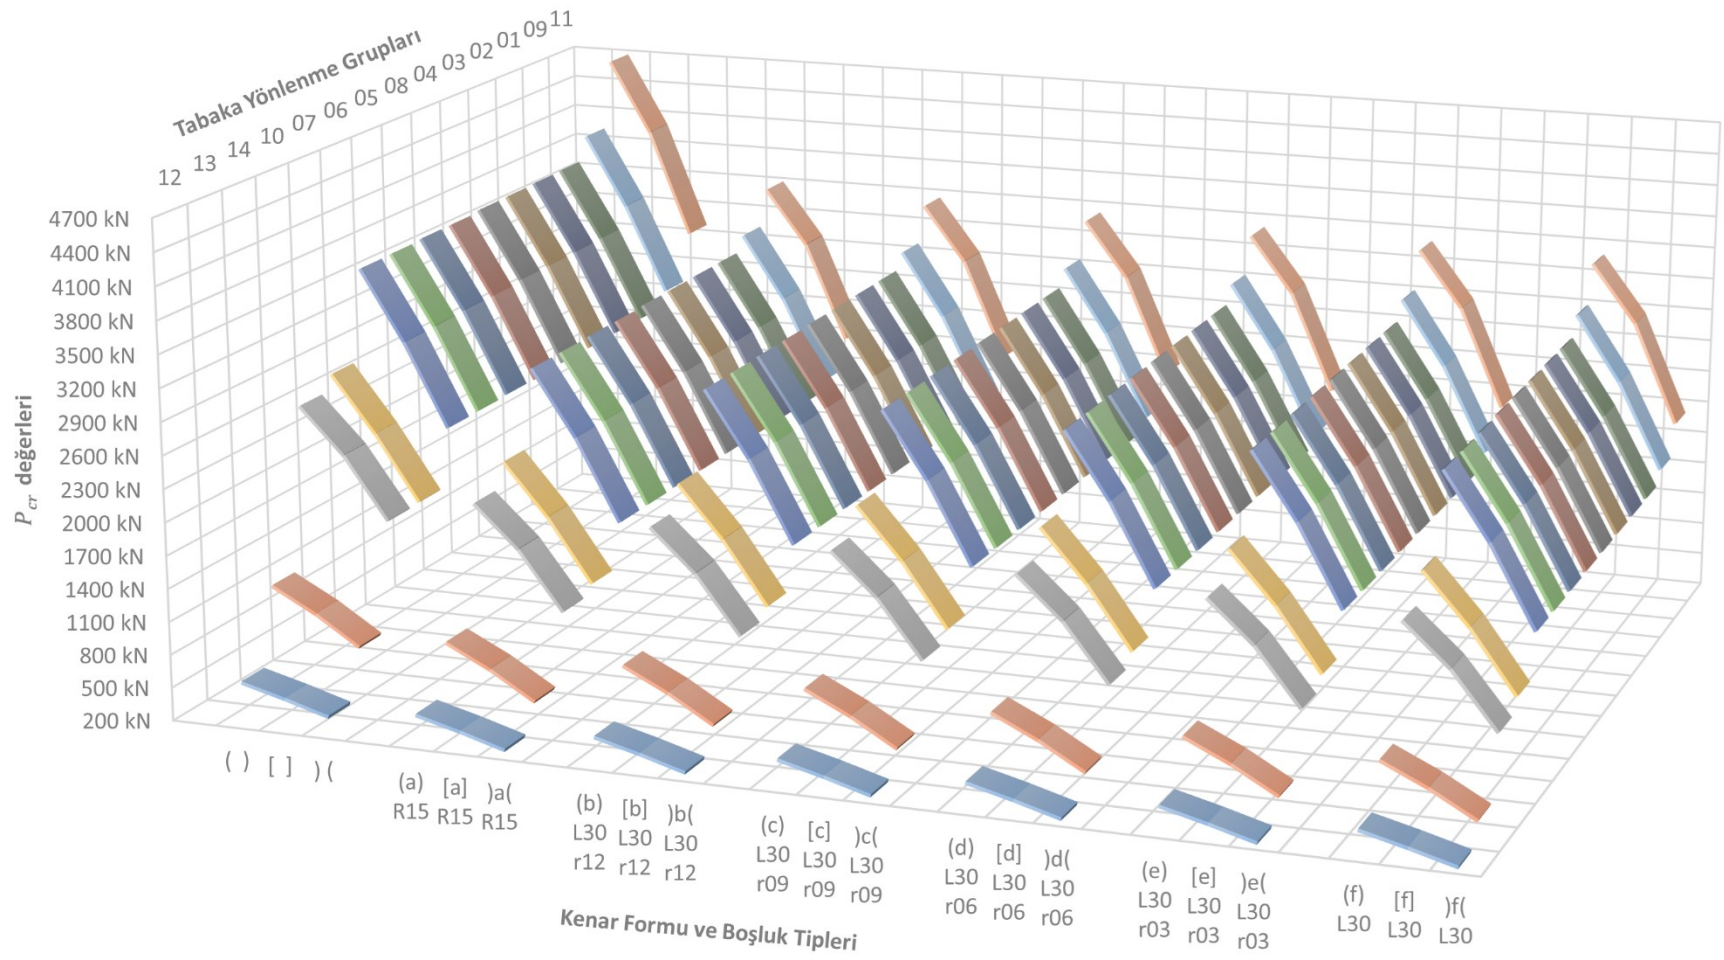 Tabaka Yönlenme Grupları
12 13 14 10 07 06 05 08 04 03 02 01 09 11
4700 kN
4400 kN
4100 kN
3800 kN
3500 kN
3200 kN
2900 kN
2600 kN
2300 kN
2000 kN
1700 kN
1400 kN
1100 kN
800 kN
500 kN
200 kN
Pcr değerleri
( ) [ ] ) (
(a) [a] )a(
R15 R15 R15
(b) [b] )b(
L30 L30 L30
r12 r12 r12
(c) [c] )c(
L30 L30 L30
r09 r09 r09
(d) [d] )d(
L30 L30 L30
r06 r06 r06
(e) [e] )e(
L30 L30 L30
r03 r03 r03
(f) [f] )f(
L30 L30 L30
Kenar Formu ve Boşluk Tipleri